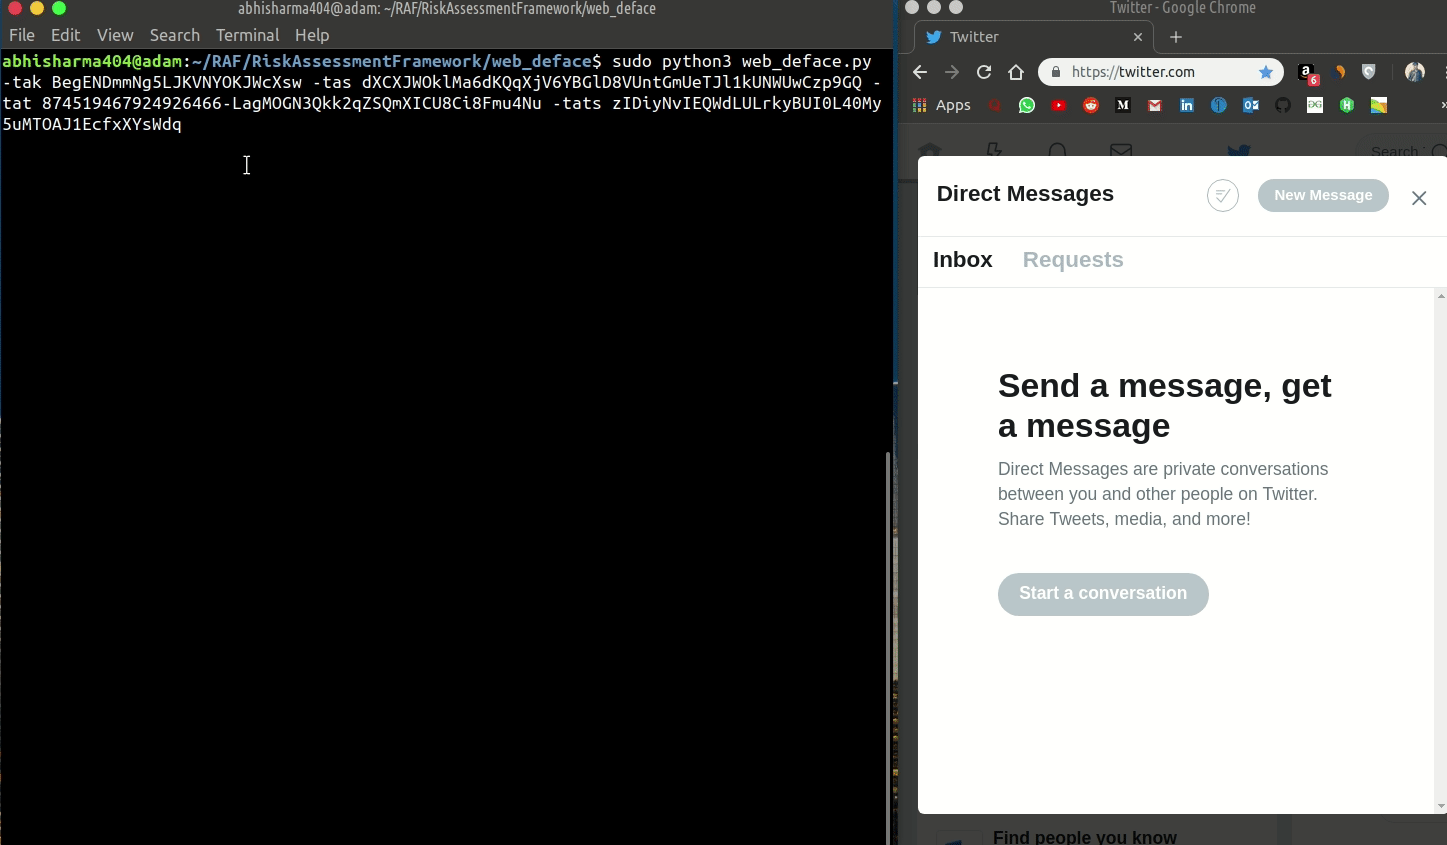 abhisharma404@adam: ~/RAF/RiskAssessmentFramework/web_deface
File Edit View Search Terminal Help
abhisharma404@adam:~/RAF/RiskAssessmentFramework/web_deface$ sudo python3 web_deface.py
-tak BegENDmmNg5LJKVNYOKJWcXsw -tas dXCXJWOklMa6dKQqXjV6YBGlD8VUntGmUeTJl1kUNWUwCzp9GQ -
tat 874519467924926466-LagMOGN3Qkk2qZSQmXICU8Ci8Fmu4Nu -tats zIDiyNvIEQWdLULrkyBUI0L40My
5uMTOAJ1EcfxXYsWdq
Twitter - Google Chrome
Twitter
https://twitter.com
6
Apps
Search
Direct Messages
New Message
Inbox Requests
Send a message, get
a message
Direct Messages are private conversations
between you and other people on Twitter.
Share Tweets, media, and more!
Start a conversation
Find people you know